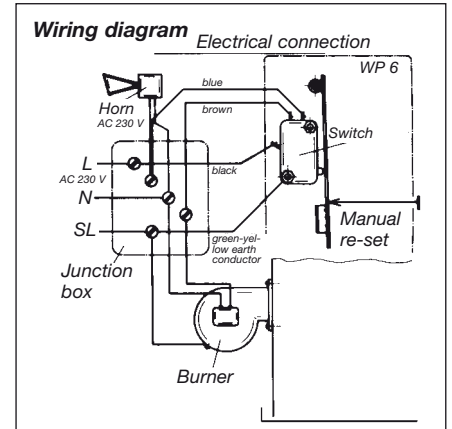 Wiring diagram
Electrical connection
WP 6
blue
brown
Horn
AC 230 V
Switch
L
AC 230 V
black
N
SL
green-yel-
low earth
conductor
Manual
re-set
Junction
box
Burner